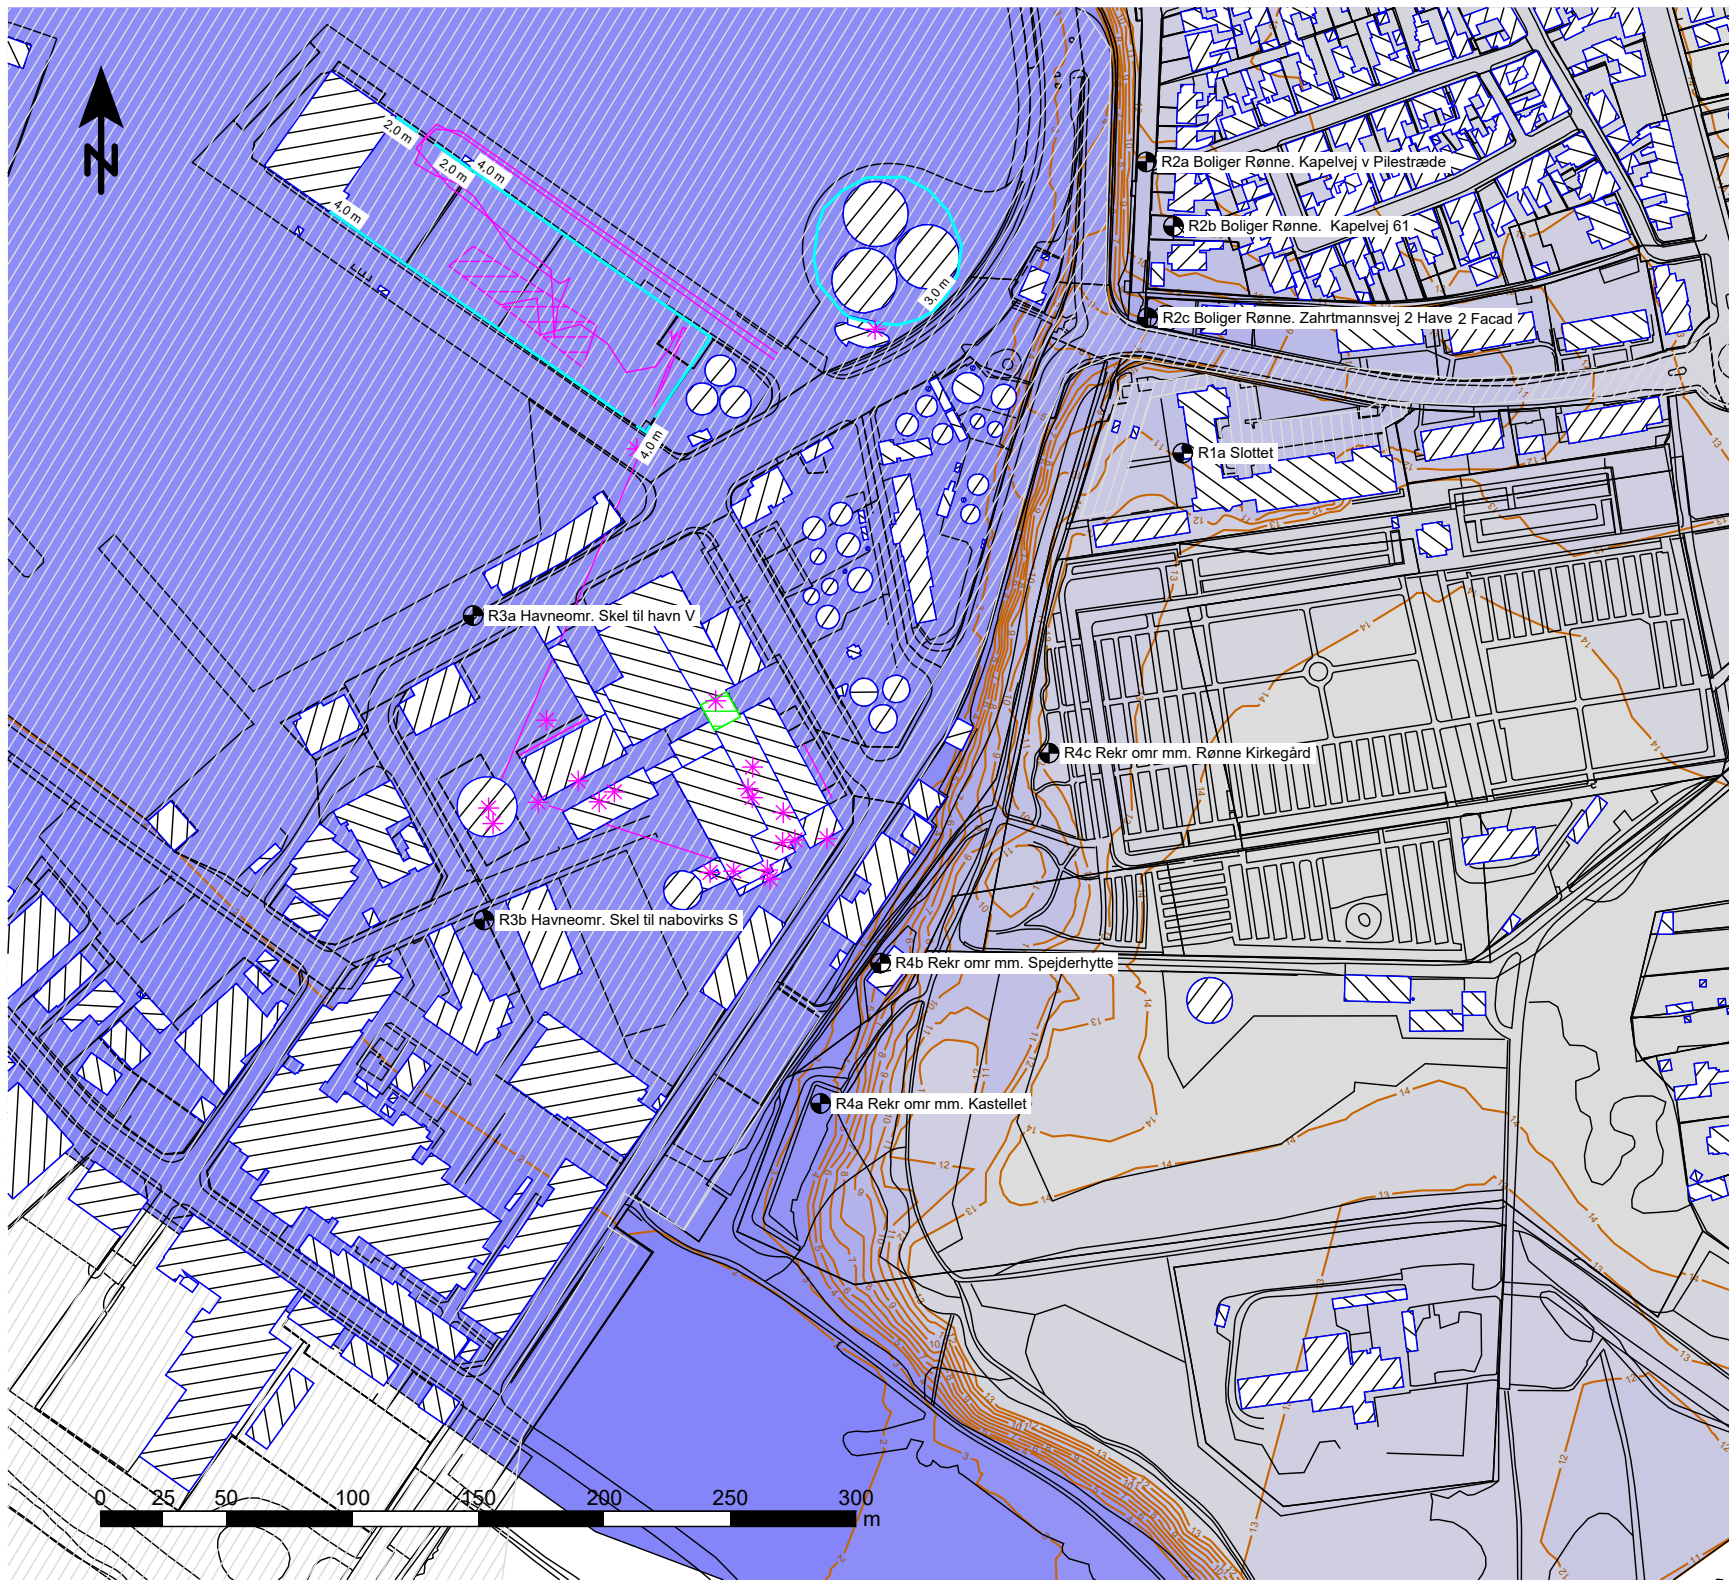 N
2,0 m
2,0 m
4,0 m
4,0 m
3,0 m
4,0 m
R2a Boliger Rønne. Kapelvej v Pilestræde
R2b Boliger Rønne. Kapelvej 61
R2c Boliger Rønne. Zahrtmannsvej 2 Have 2 Facad
R1a Slottet
R3a Havneomr. Skel til havn V
R4c Rekr omr mm. Rønne Kirkegård
R3b Havneomr. Skel til nabovirks S
R4b Rekr omr mm. Spejderhytte
R4a Rekr omr mm. Kastellet
0 25 50 100 150 200 250 300
m